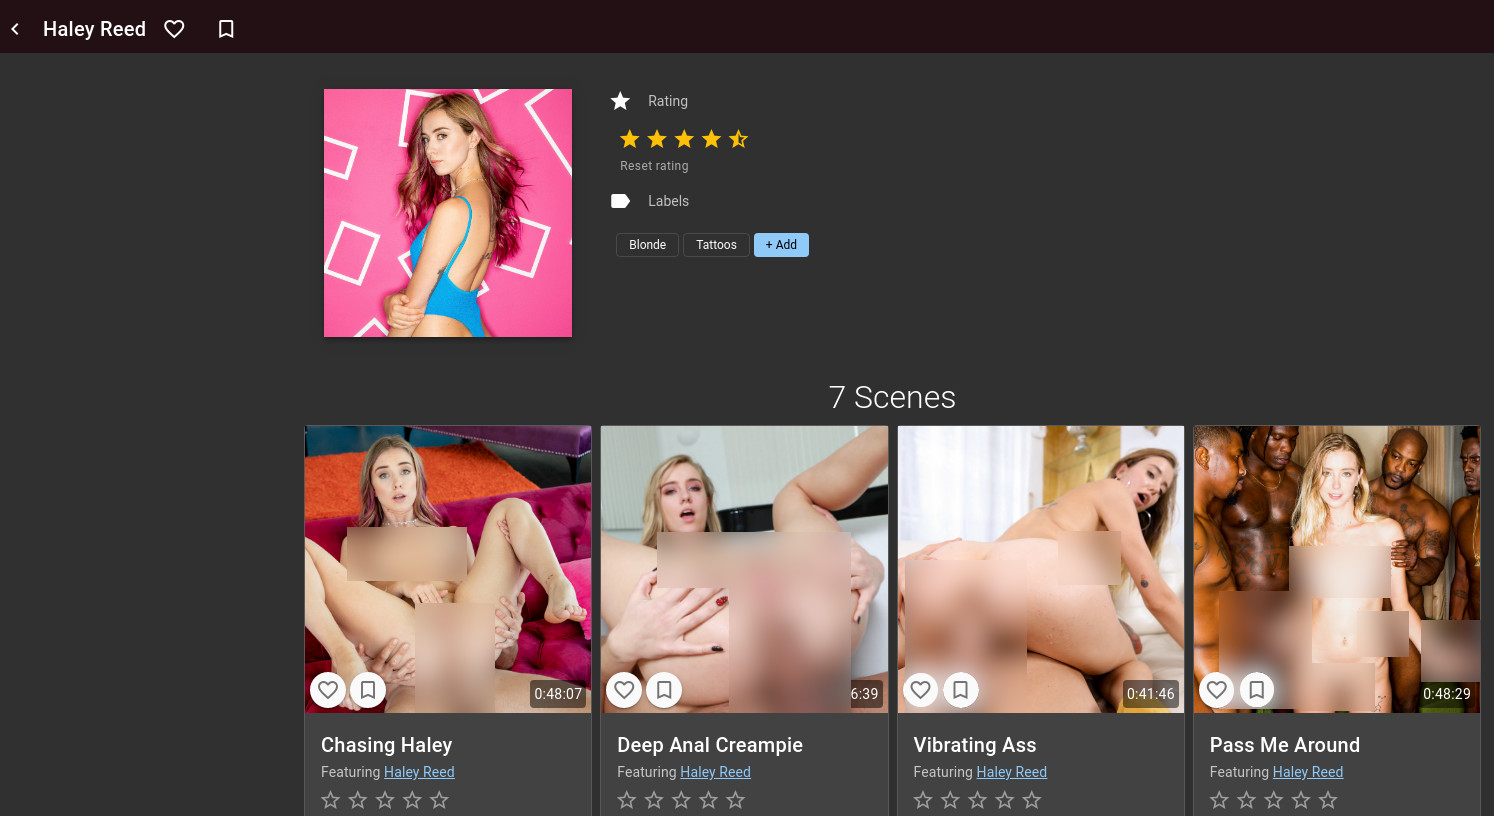 Haley Reed
Rating
Reset rating
Labels
Blonde Tattoos + Add
7 Scenes
0:48:07 6:39 0:41:46 0:48:29
Chasing Haley
Featuring Haley Reed
Deep Anal Creampie
Featuring Haley Reed
Vibrating Ass
Featuring Haley Reed
Pass Me Around
Featuring Haley Reed